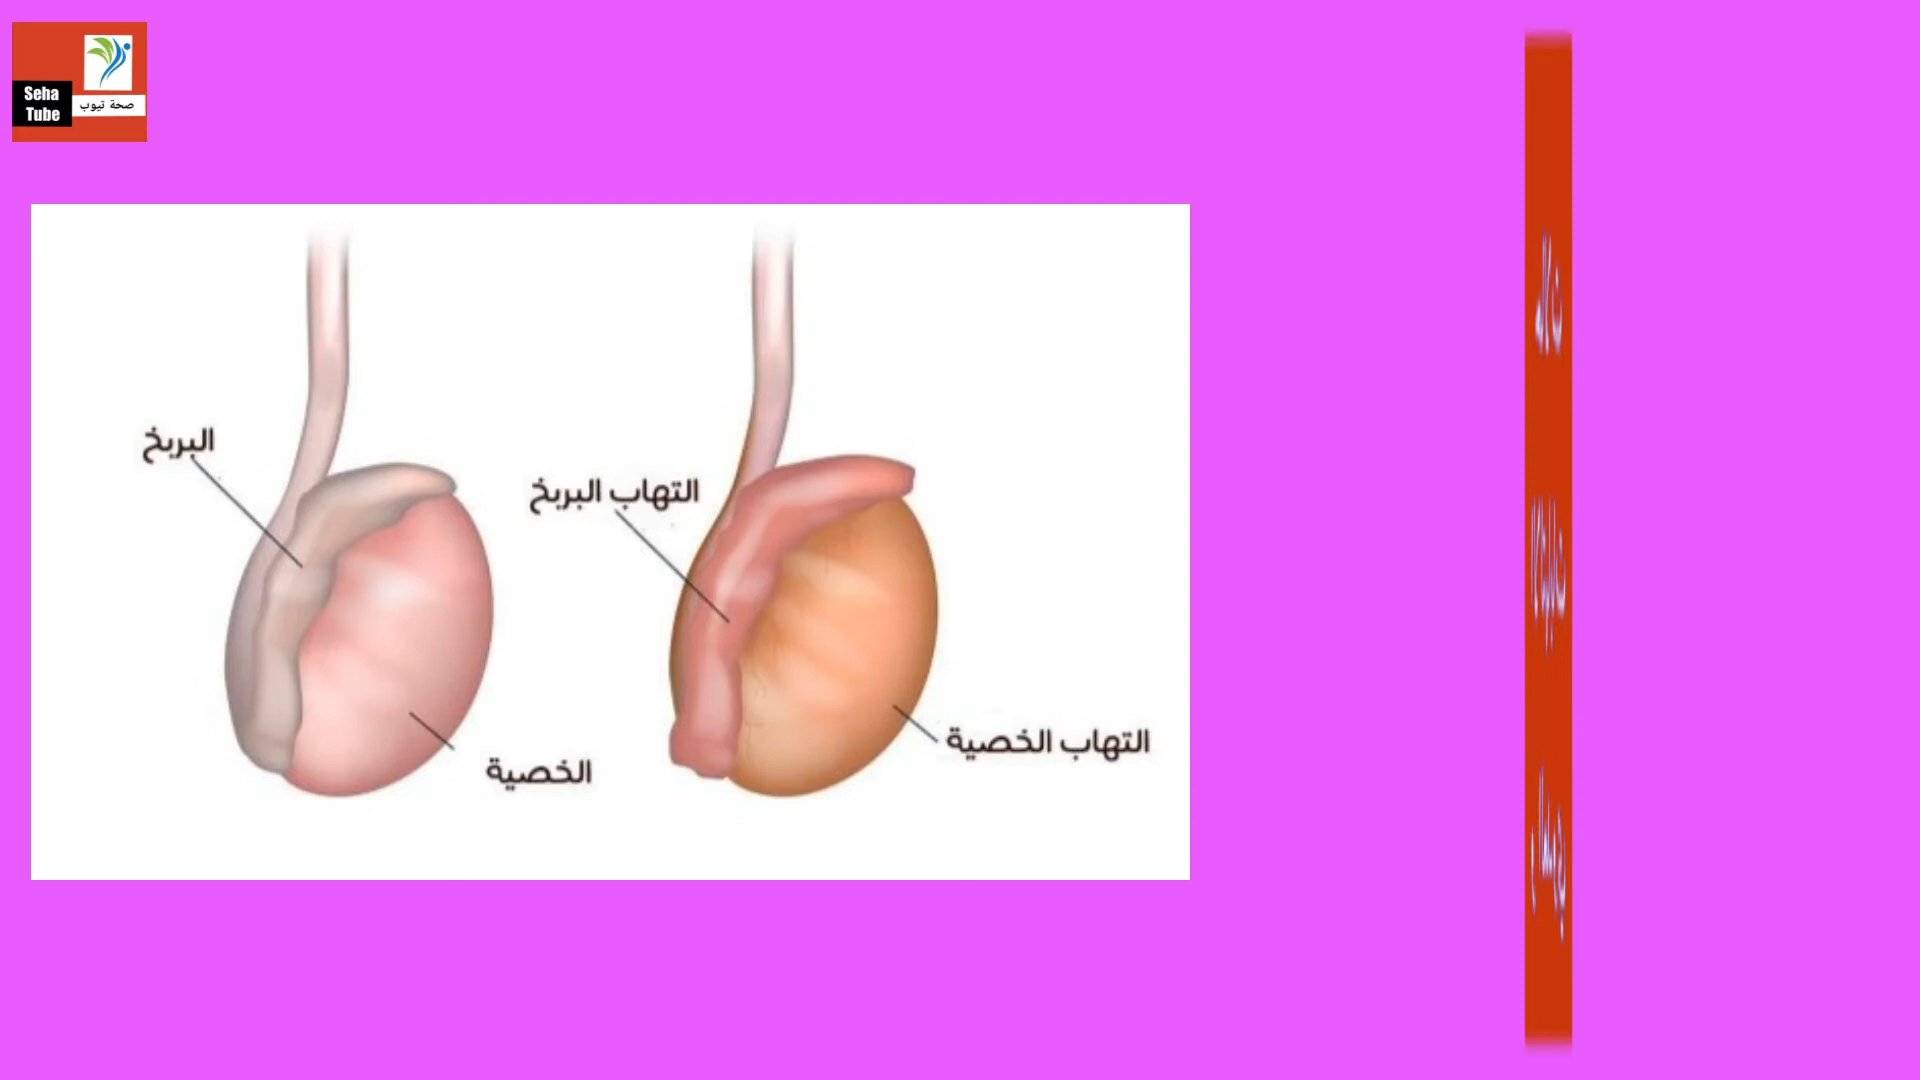 Seha
Tube
صحة تيوب
البربخ
التهاب البربخ
التهاب الخصية
الخصية